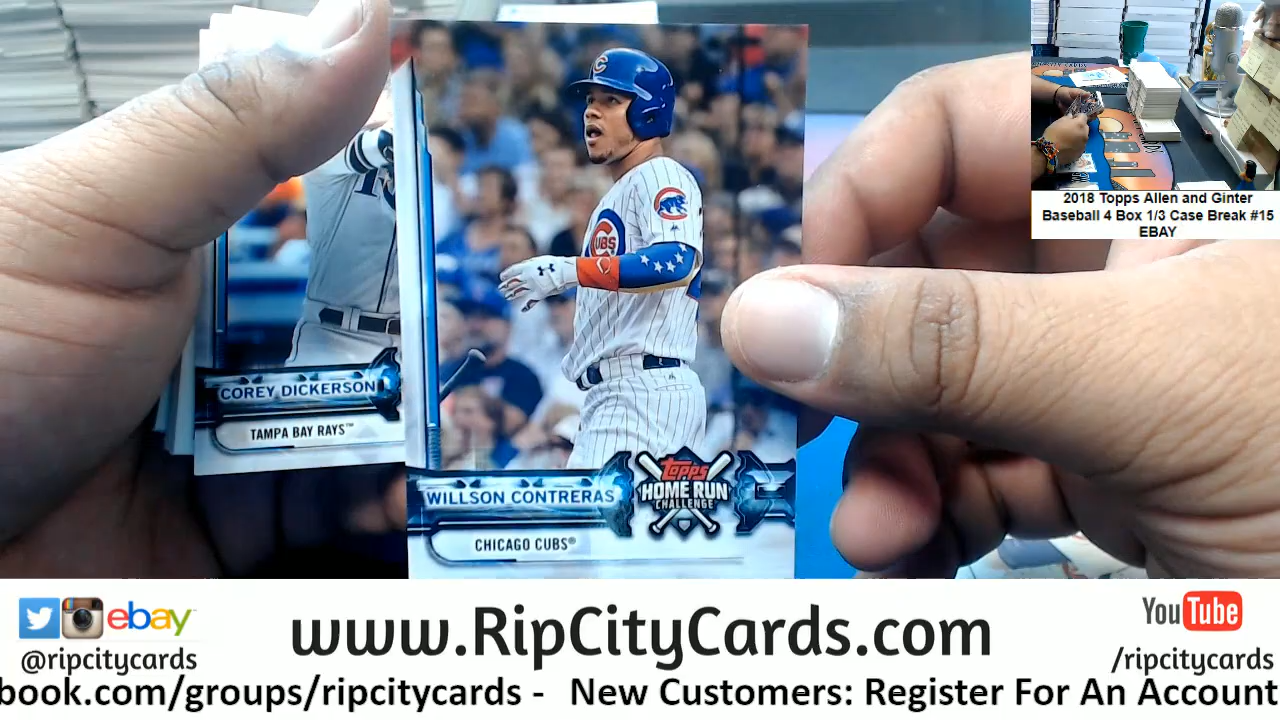 C
CUBS
COREY DICKERSON
TAMPA BAY RAYS™
WILLSON CONTRERAS
topps
HOME RUN
CHALLENGE
CHICAGO CUBS®
2018 Topps Allen and Ginter
Baseball 4 Box 1/3 Case Break #15
EBAY
ebay
@ripcitycards
www.RipCityCards.com
YouTube
/ripcitycards
book.com/groups/ripcitycards - New Customers: Register For An Account